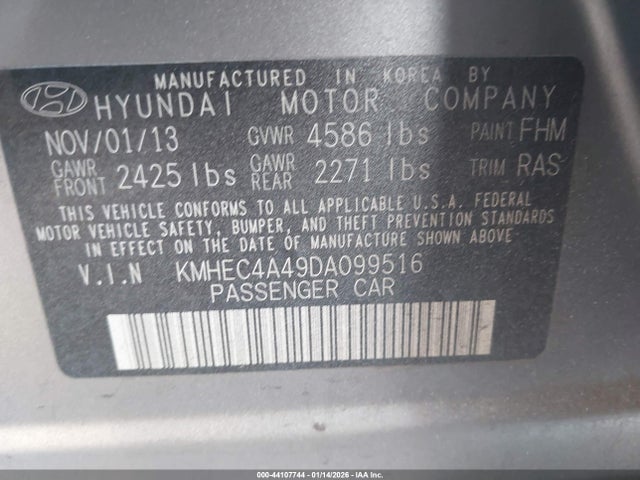 MANUFACTURED IN KOREA BY
HYUNDAI MOTOR COMPANY
NOV/01/13 GVWR 4586 lbs PAINT FHM
GAWR FRONT 2425 lbs GAWR REAR 2271 lbs TRIM RAS
THIS VEHICLE CONFORMS TO ALL APPLICABLE U.S.A. FEDERAL
MOTOR VEHICLE SAFETY, BUMPER, AND THEFT PREVENTION STANDARDS
IN EFFECT ON THE DATE OF MANUFACTURE SHOWN ABOVE.
V.I.N KMHEC4A49DA099516
PASSENGER CAR
000-44107744 | 01/14/2026 | IAA Inc.